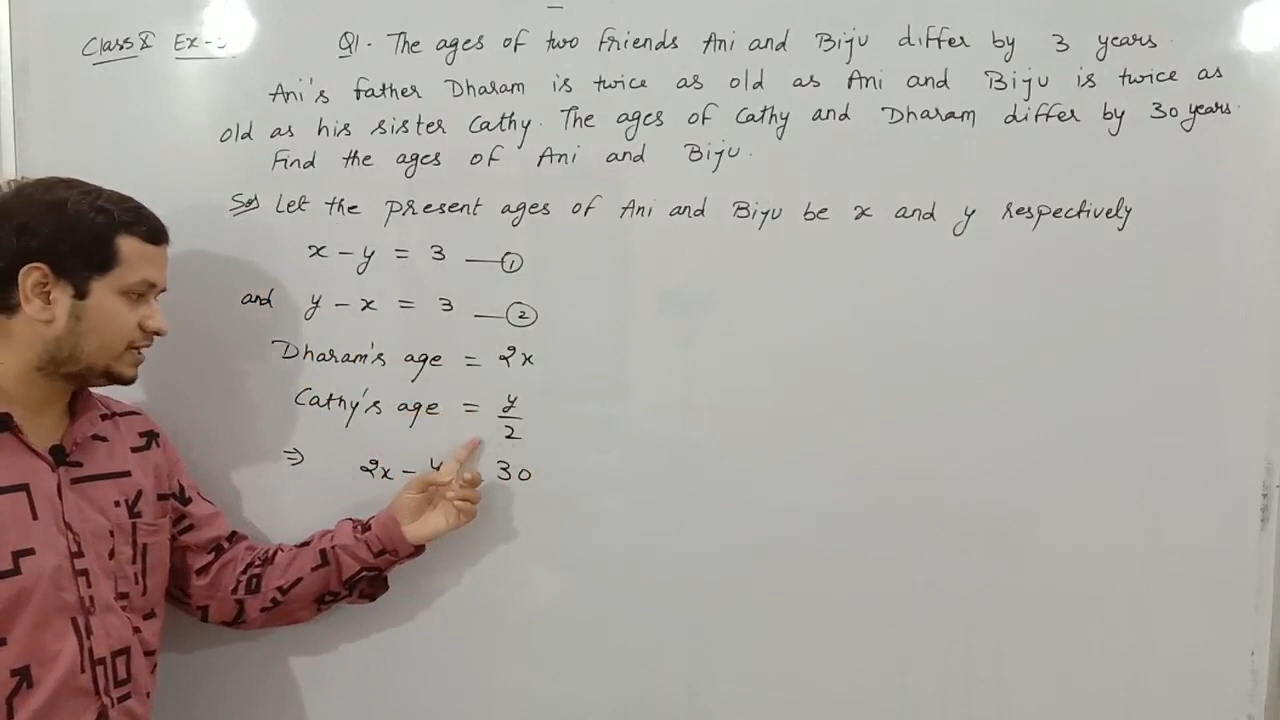 Class X Ex-
Q1. The ages of two friends Ani and Biju differ by 3 years.
Ani's father Dharam is twice as old as Ani and Biju is twice as
old as his sister Cathy. The ages of Cathy and Dharam differ by 30 years.
Find the ages of Ani and Biju.
Sol Let the present ages of Ani and Biju be x and y respectively
x - y = 3 —①
and y - x = 3 —②
Dharam's age = 2x
Cathy's age = y/2
⇒ 2x - y 30